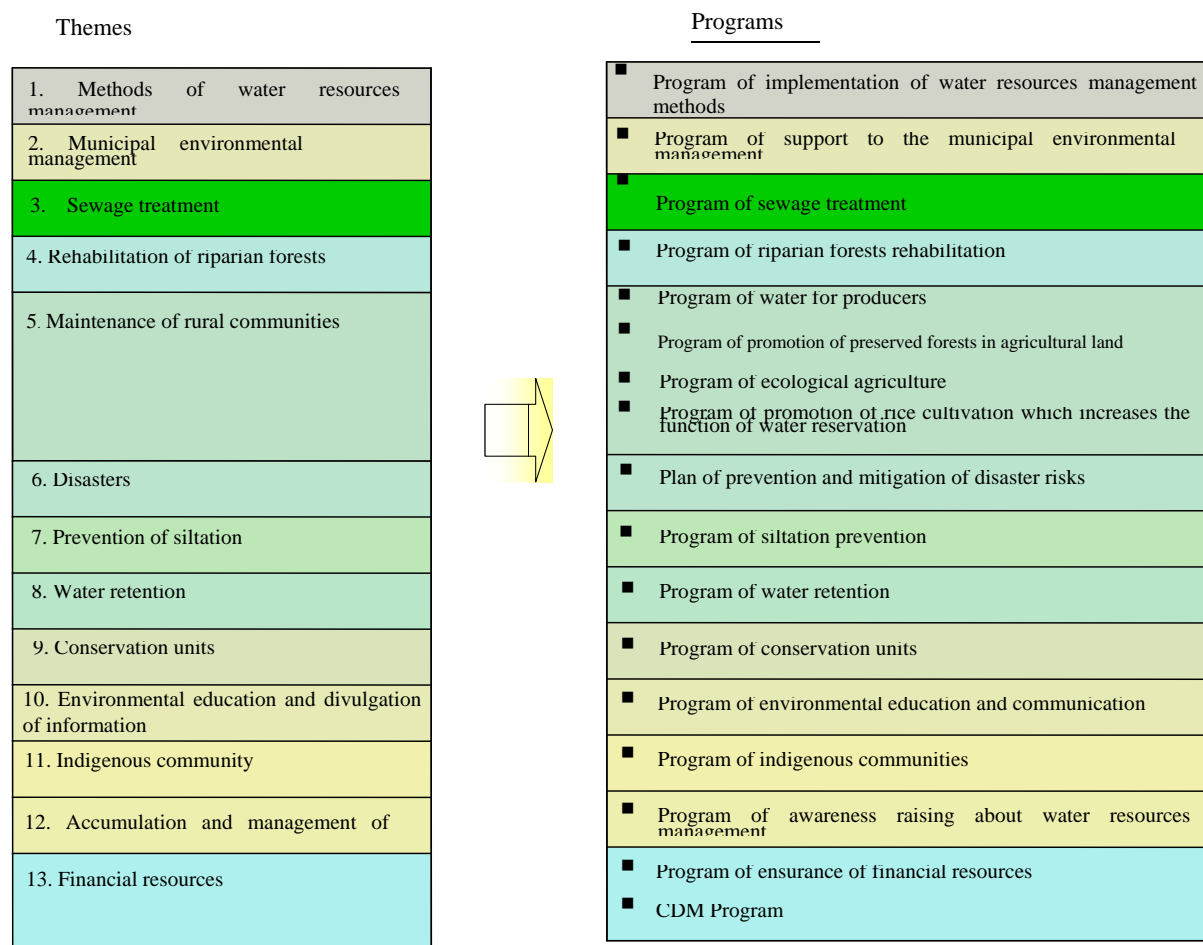 Themes
1. Methods of water resources
management
2. Municipal environmental
management
3. Sewage treatment
4. Rehabilitation of riparian forests
5. Maintenance of rural communities
6. Disasters
7. Prevention of siltation
8. Water retention
9. Conservation units
10. Environmental education and divulgation
of information
11. Indigenous community
12. Accumulation and management of
13. Financial resources
Programs
▪ Program of implementation of water resources management
methods
▪ Program of support to the municipal environmental
management
▪ Program of sewage treatment
▪ Program of riparian forests rehabilitation
▪ Program of water for producers
▪ Program of promotion of preserved forests in agricultural land
▪ Program of ecological agriculture
▪ Program of promotion of rice cultivation which increases the
function of water reservation
▪ Plan of prevention and mitigation of disaster risks
▪ Program of siltation prevention
▪ Program of water retention
▪ Program of conservation units
▪ Program of environmental education and communication
▪ Program of indigenous communities
▪ Program of awareness raising about water resources
management
▪ Program of ensurance of financial resources
▪ CDM Program